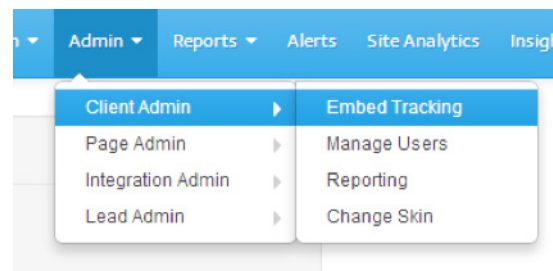 Admin Reports Alerts Site Analytics
Client Admin
Page Admin
Integration Admin
Lead Admin
Embed Tracking
Manage Users
Reporting
Change Skin